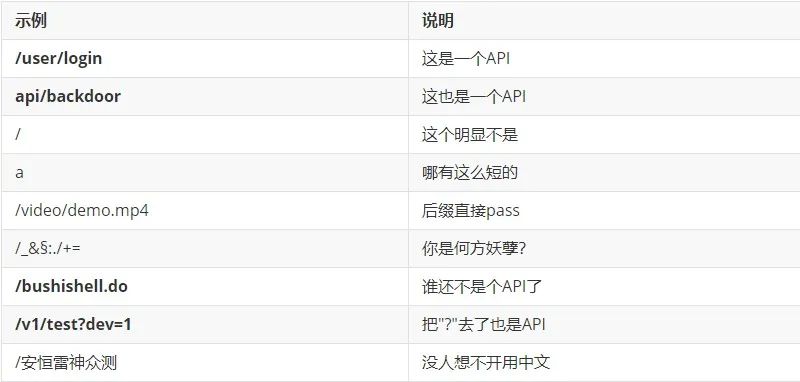 示例 说明
/user/login 这是一个API
api/backdoor 这也是一个API
/ 这个明显不是
a 哪有这么短的
/video/demo.mp4 后缀直接pass
/_&§:./+= 你是何方妖孽?
/bushishell.do 谁还不是个API了
/v1/test?dev=1 把"?"去了也是API
/安恒雷神众测 没人想不开用中文